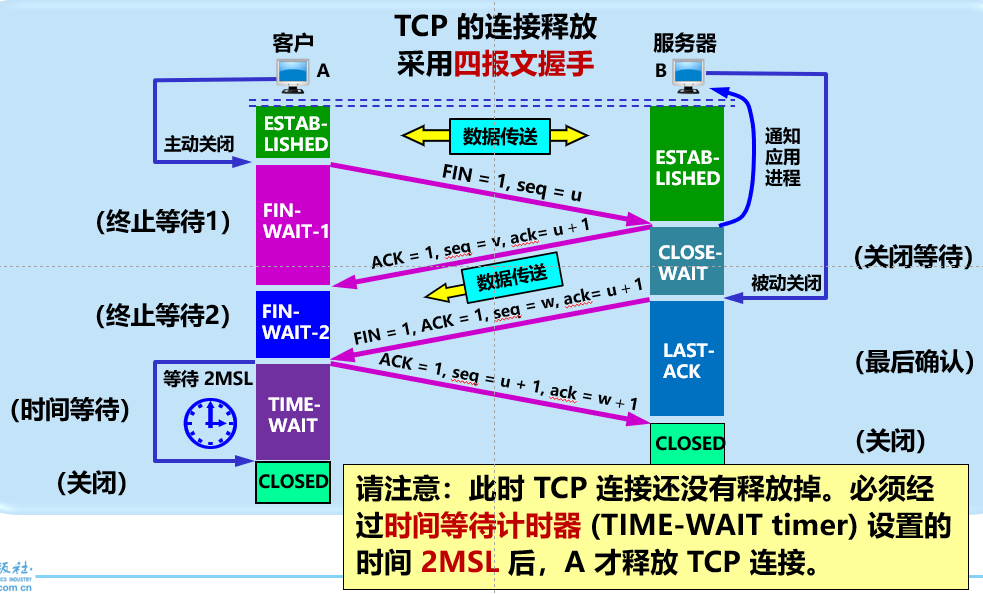 TCP 的连接释放
采用四报文握手
客户
A
服务器
B
ESTAB-
LISHED
数据传送
ESTAB-
LISHED
主动关闭
通知
应用
进程
FIN = 1, seq = u
(终止等待1)
FIN-
WAIT-1
ACK = 1, seq = v, ack= u + 1
CLOSE-
WAIT
(关闭等待)
数据传送
被动关闭
(终止等待2)
FIN-
WAIT-2
FIN = 1, ACK = 1, seq = w, ack= u + 1
LAST-
ACK
(最后确认)
等待 2MSL
ACK = 1, seq = u + 1, ack = w + 1
(时间等待)
TIME-
WAIT
CLOSED
(关闭)
(关闭)
CLOSED
请注意：此时 TCP 连接还没有释放掉。必须经
过时间等待计时器 (TIME-WAIT timer) 设置的
时间 2MSL 后，A 才释放 TCP 连接。
版社·
CS INDUSTRY
com.cn